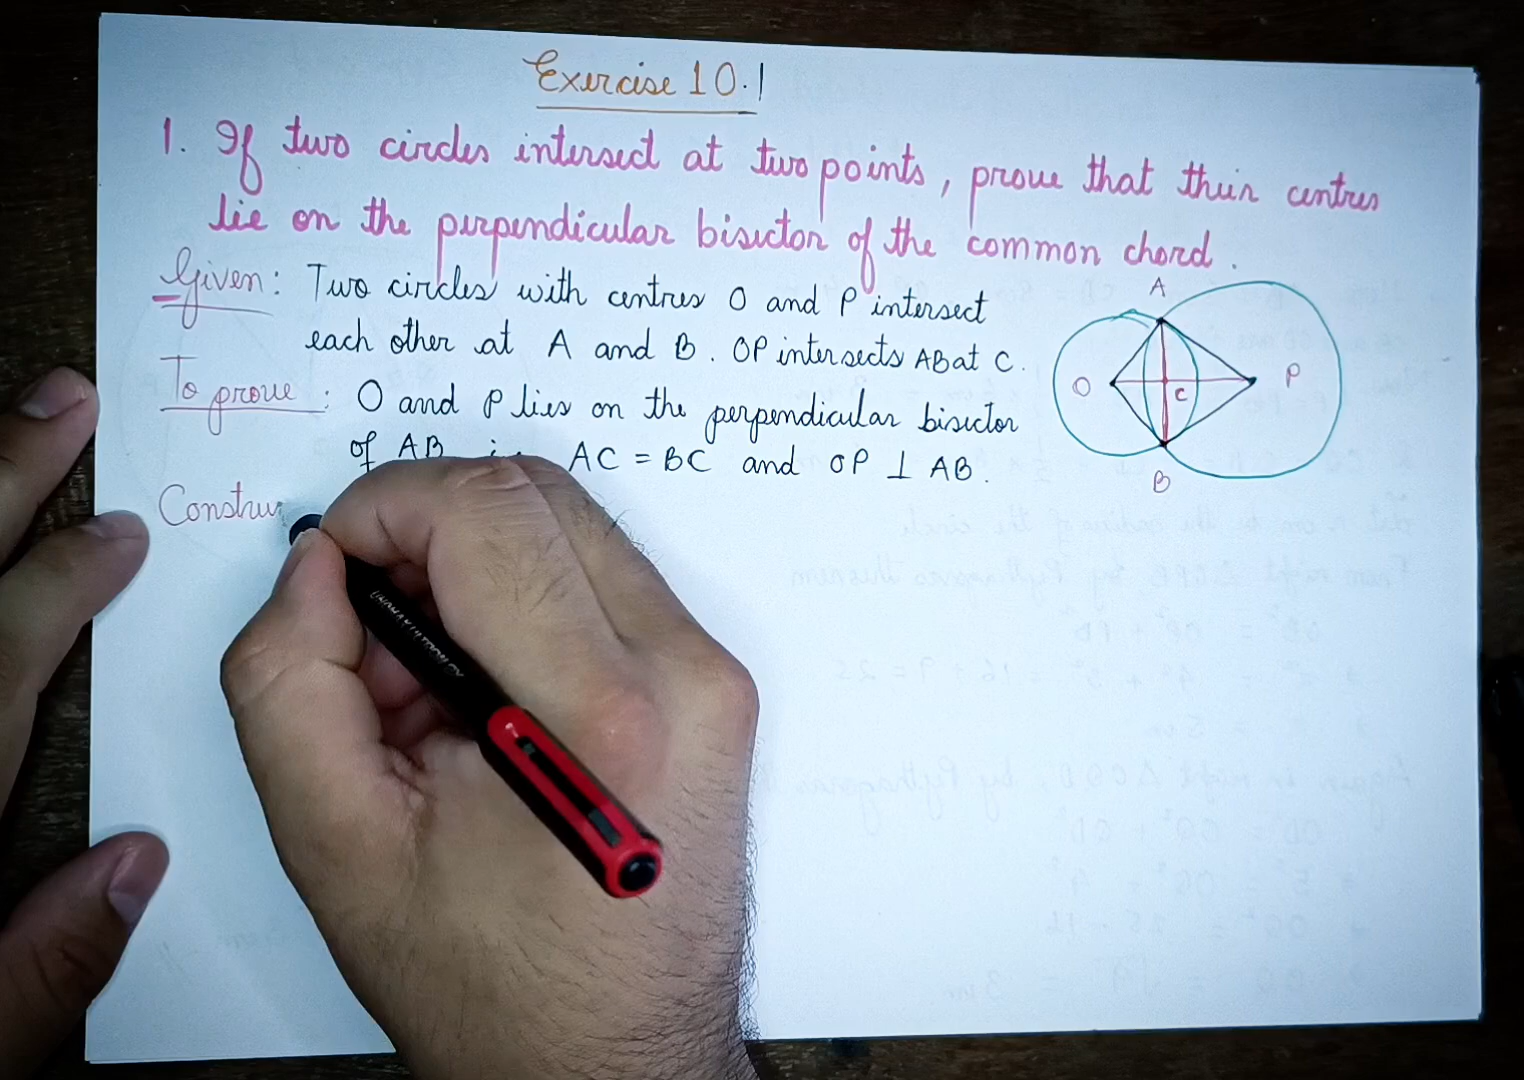 Exercise 10.1
1. If two circles intersect at two points, prove that their centres
lie on the perpendicular bisector of the common chord.
Given: Two circles with centres O and P intersect
each other at A and B. OP intersects AB at C.
To prove: O and P lies on the perpendicular bisector
of AB AC = BC and OP ⊥ AB.
Constru
A
O
C
P
B